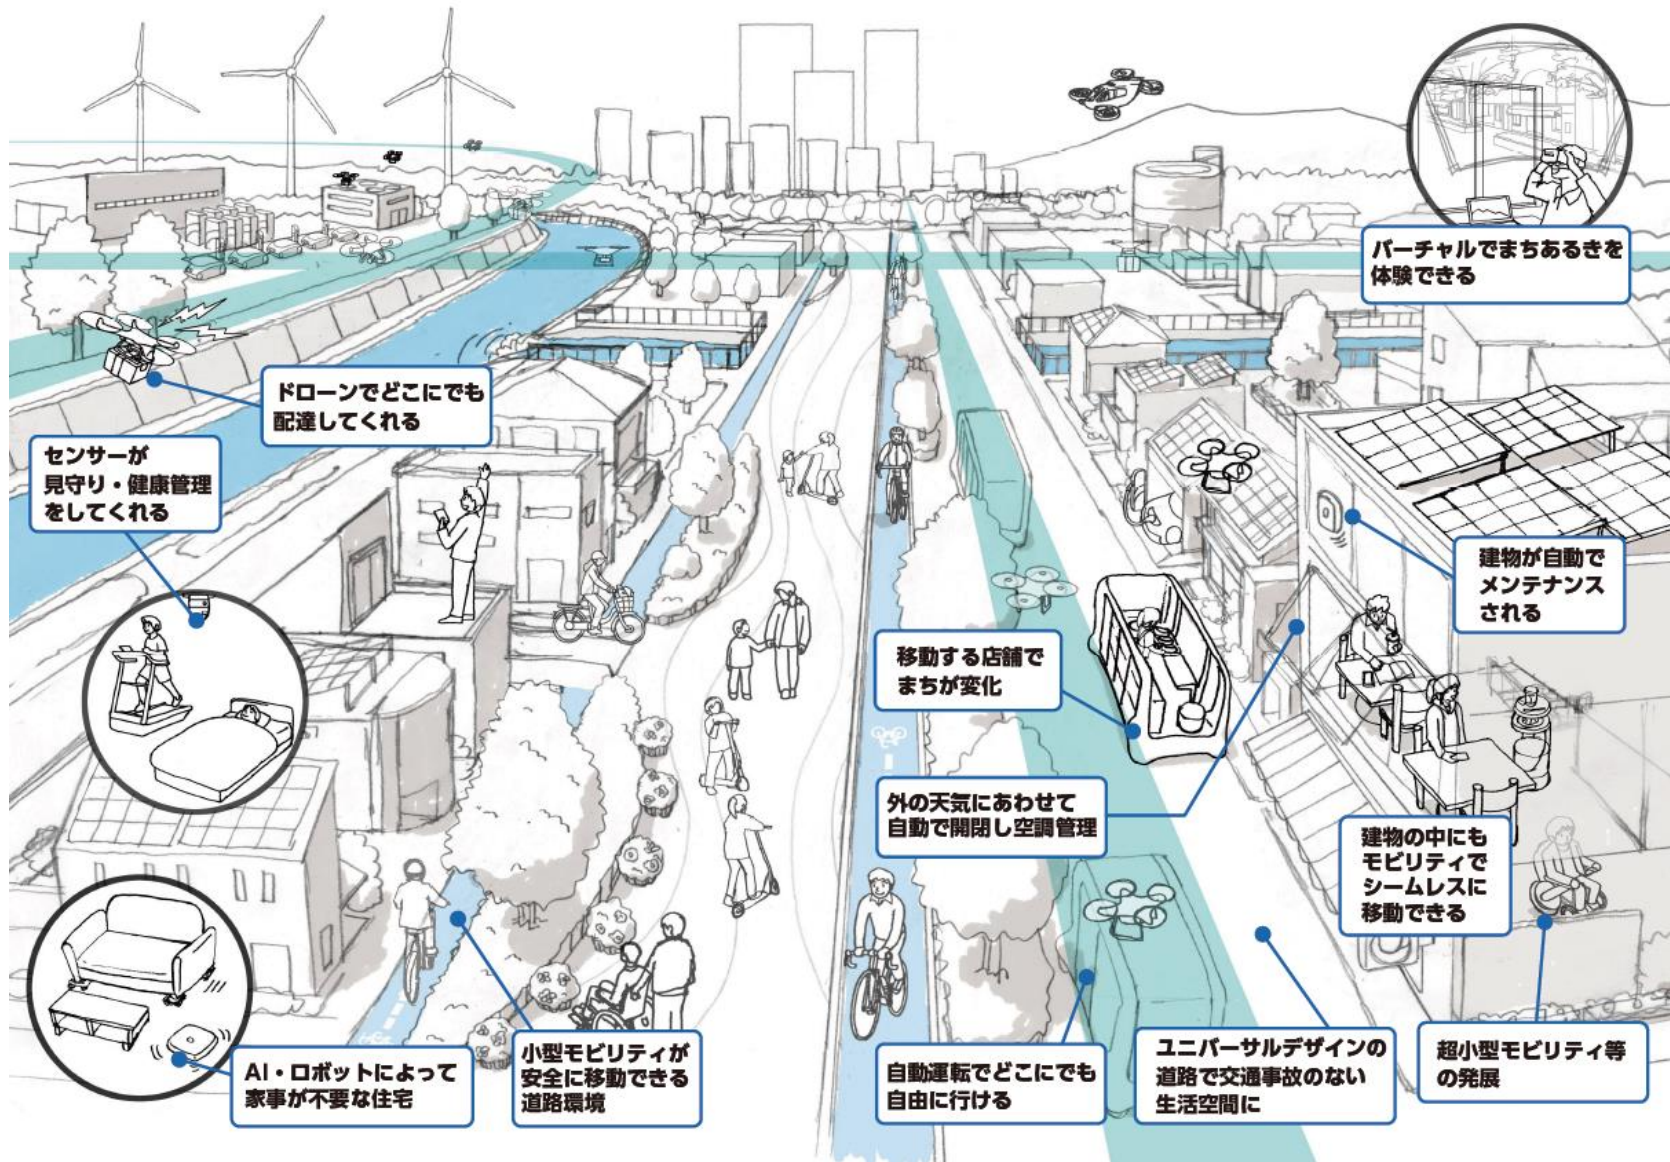 バーチャルでまちあるきを
体験できる
ドローンでどこにでも
配達してくれる
センサーが
見守り・健康管理
をしてくれる
建物が自動で
メンテナンス
される
移動する店舗で
まちが変化
外の天気にあわせて
自動で開閉し空調管理
建物の中にも
モビリティで
シームレスに
移動できる
AI・ロボットによって
家事が不要な住宅
小型モビリティが
安全に移動できる
道路環境
自動運転でどこにでも
自由に行ける
ユニバーサルデザインの
道路で交通事故のない
生活空間に
超小型モビリティ等
の発展